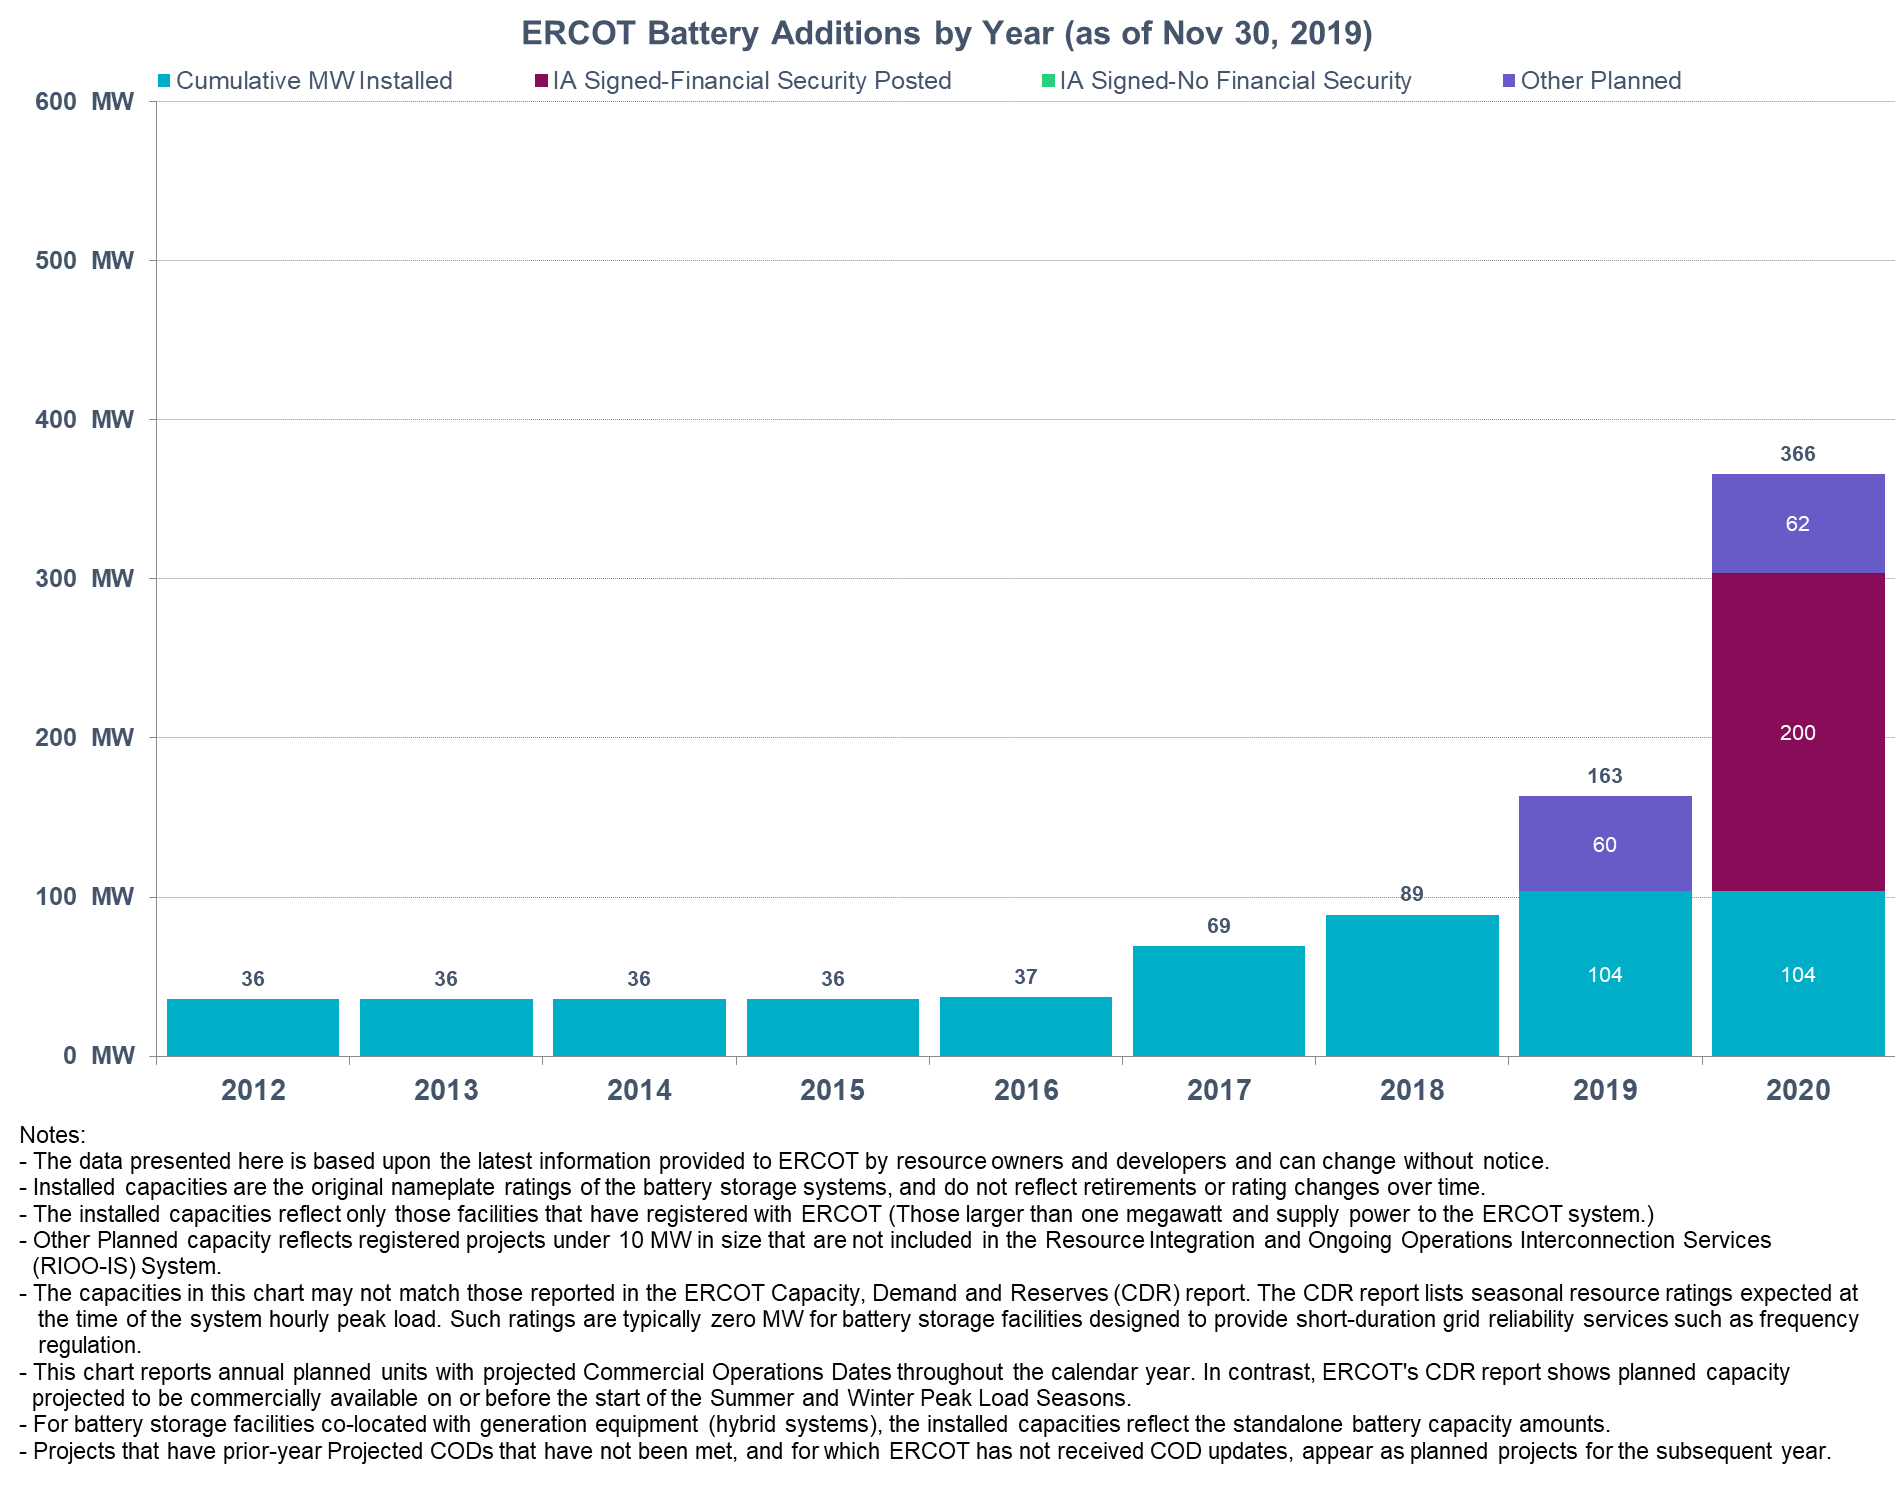 ERCOT Battery Additions by Year (as of Nov 30, 2019)
Cumulative MW Installed IA Signed-Financial Security Posted IA Signed-No Financial Security Other Planned
600 MW
500 MW
400 MW
300 MW
200 MW
100 MW
0 MW
36
36
36
36
37
69
89
163
60
104
366
62
200
104
2012 2013 2014 2015 2016 2017 2018 2019 2020
Notes:
- The data presented here is based upon the latest information provided to ERCOT by resource owners and developers and can change without notice.
- Installed capacities are the original nameplate ratings of the battery storage systems, and do not reflect retirements or rating changes over time.
- The installed capacities reflect only those facilities that have registered with ERCOT (Those larger than one megawatt and supply power to the ERCOT system.)
- Other Planned capacity reflects registered projects under 10 MW in size that are not included in the Resource Integration and Ongoing Operations Interconnection Services
(RIOO-IS) System.
- The capacities in this chart may not match those reported in the ERCOT Capacity, Demand and Reserves (CDR) report. The CDR report lists seasonal resource ratings expected at
the time of the system hourly peak load. Such ratings are typically zero MW for battery storage facilities designed to provide short-duration grid reliability services such as frequency
regulation.
- This chart reports annual planned units with projected Commercial Operations Dates throughout the calendar year. In contrast, ERCOT's CDR report shows planned capacity
projected to be commercially available on or before the start of the Summer and Winter Peak Load Seasons.
- For battery storage facilities co-located with generation equipment (hybrid systems), the installed capacities reflect the standalone battery capacity amounts.
- Projects that have prior-year Projected CODs that have not been met, and for which ERCOT has not received COD updates, appear as planned projects for the subsequent year.